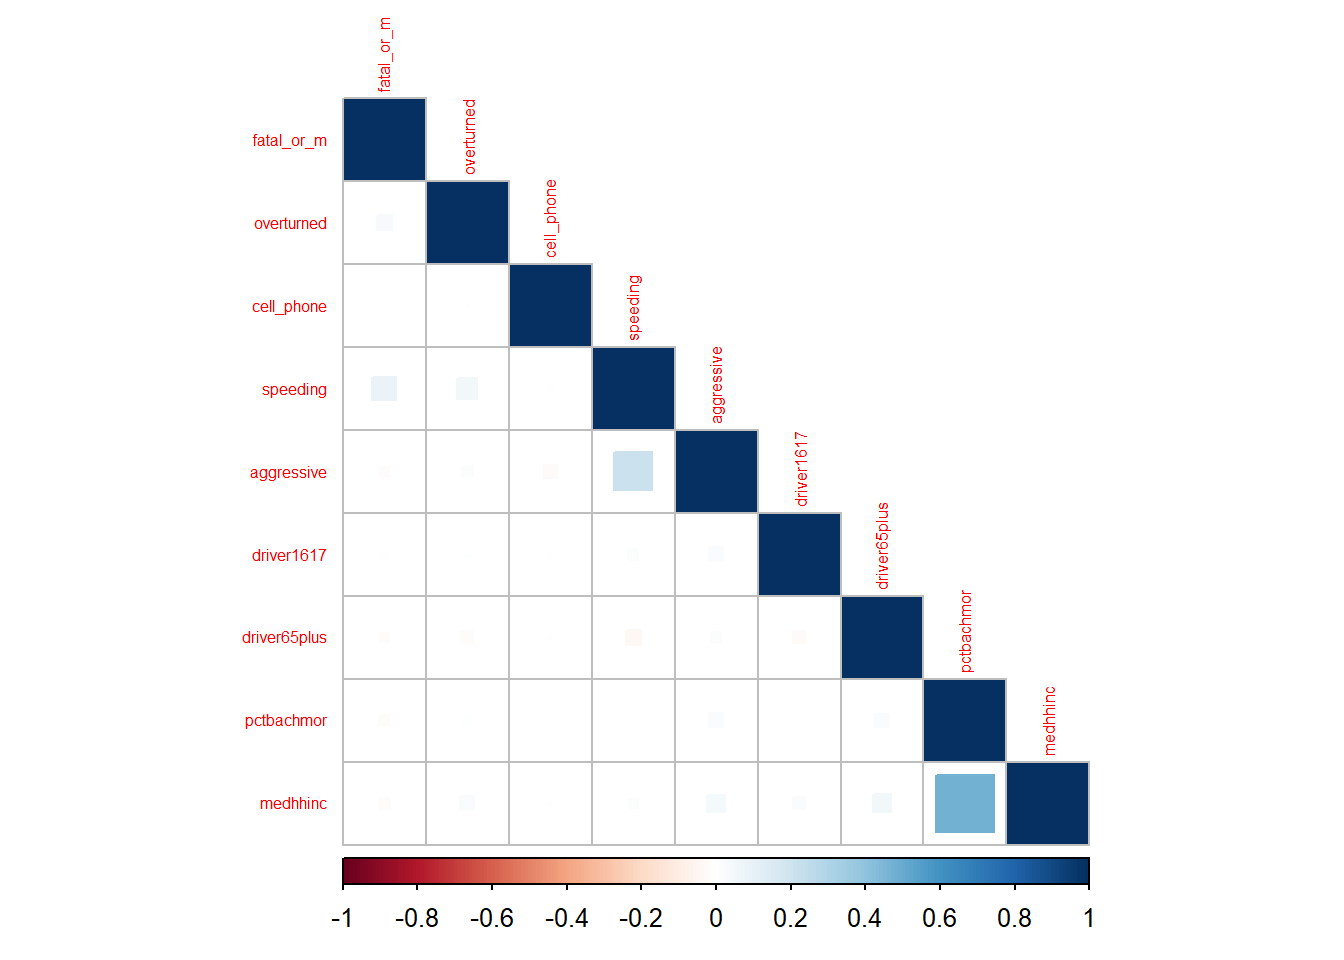 fatal_or_m
fatal_or_m
overturned
overturned
cell_phone
cell_phone
speeding
speeding
aggressive
aggressive
driver1617
driver1617
driver65plus
driver65plus
pctbachmor
pctbachmor
medhhinc
medhhinc
-1 -0.8 -0.6 -0.4 -0.2 0 0.2 0.4 0.6 0.8 1